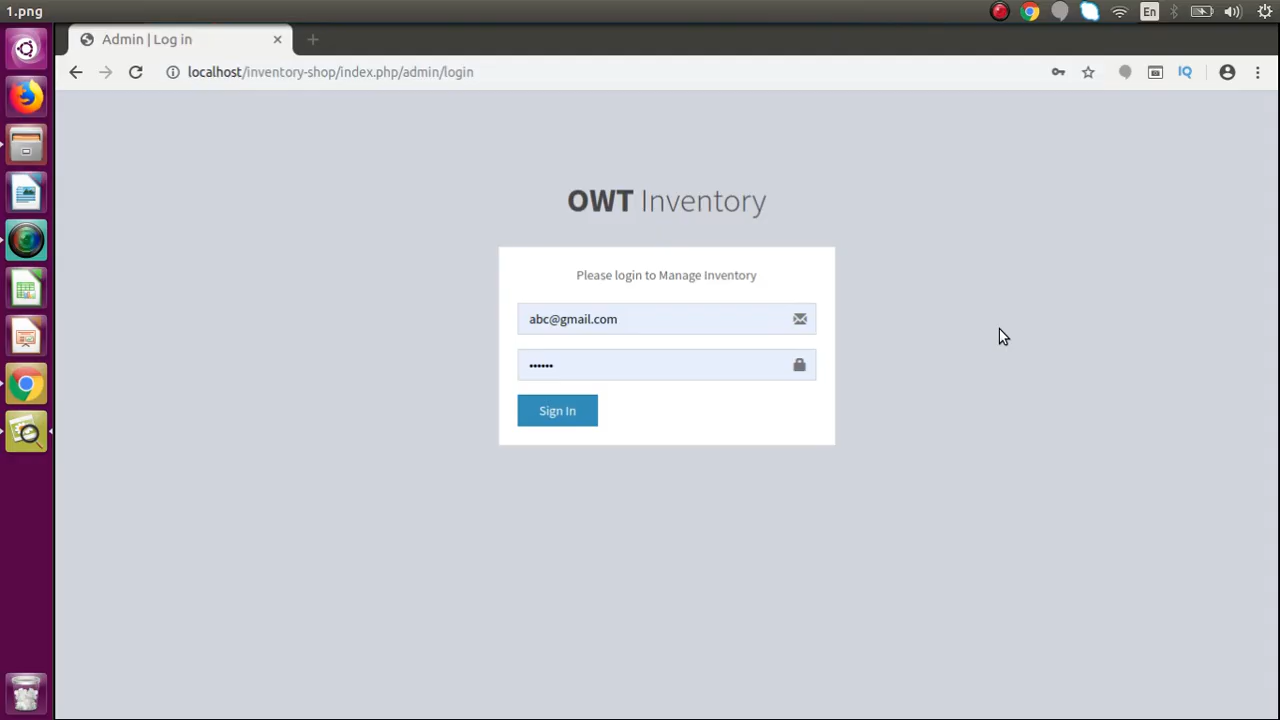 1.png
En
Admin | Log in
localhost/inventory-shop/index.php/admin/login
IQ
OWT Inventory
Please login to Manage Inventory
abc@gmail.com
••••••
Sign In